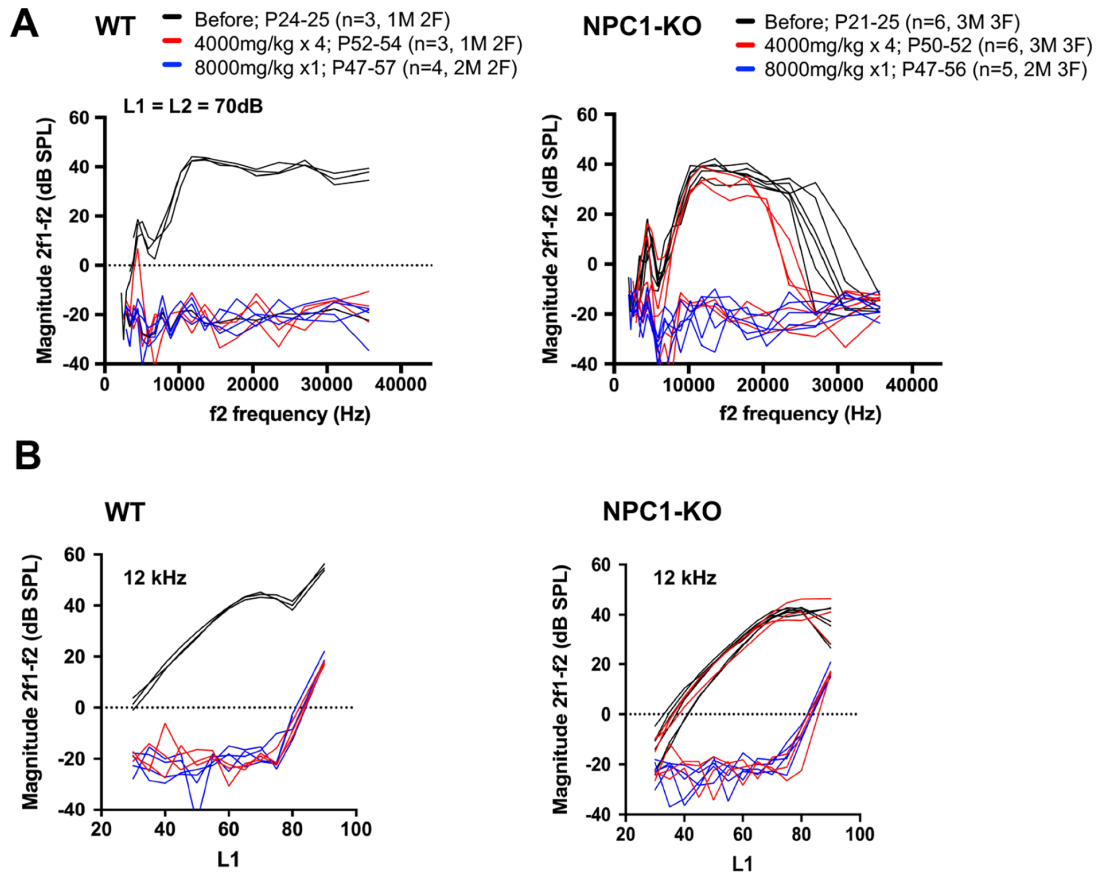 A
WT
Before; P24-25 (n=3, 1M 2F)
4000mg/kg x 4; P52-54 (n=3, 1M 2F)
8000mg/kg x1; P47-57 (n=4, 2M 2F)
NPC1-KO
Before; P21-25 (n=6, 3M 3F)
4000mg/kg x 4; P50-52 (n=6, 3M 3F)
8000mg/kg x1; P47-56 (n=5, 2M 3F)
L1 = L2 = 70dB
Magnitude 2f1-f2 (dB SPL)
60
40
20
0
-20
-40
0 10000 20000 30000 40000
f2 frequency (Hz)
Magnitude 2f1-f2 (dB SPL)
60
40
20
0
-20
-40
0 10000 20000 30000 40000
f2 frequency (Hz)
B
WT
12 kHz
Magnitude 2f1-f2 (dB SPL)
60
40
20
0
-20
-40
20 40 60 80 100
L1
NPC1-KO
12 kHz
Magnitude 2f1-f2 (dB SPL)
60
40
20
0
-20
-40
20 40 60 80 100
L1